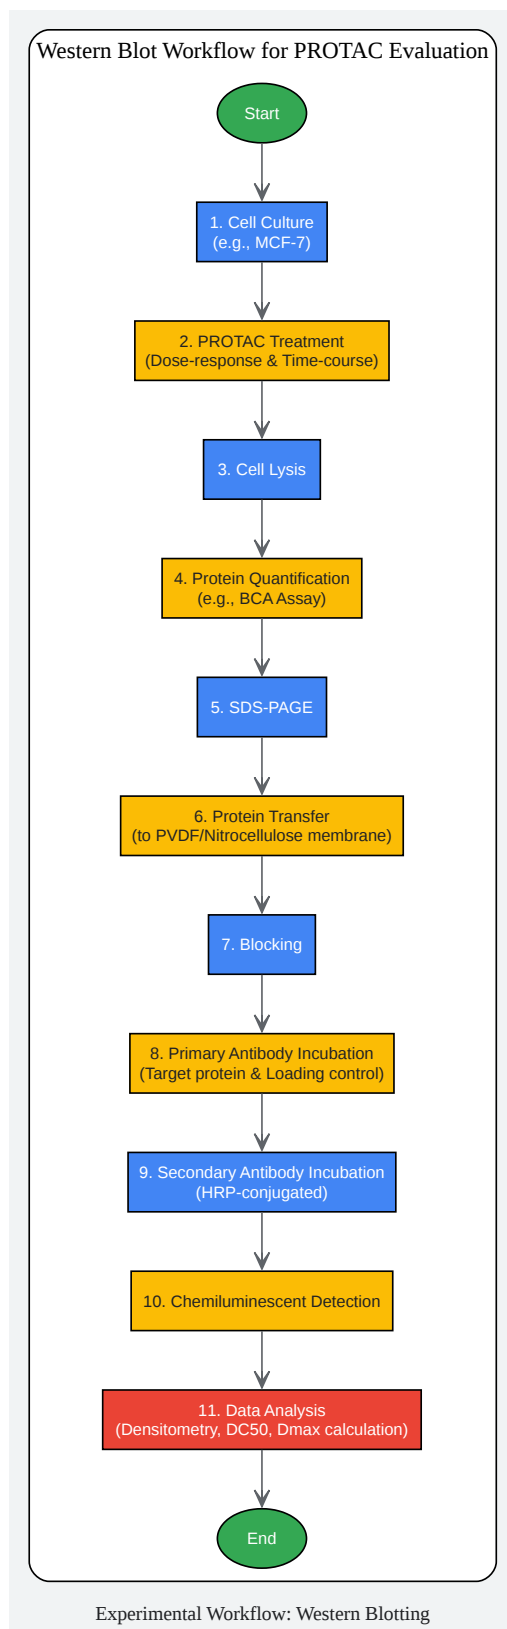 Western Blot Workflow for PROTAC Evaluation
Start
1. Cell Culture
(e.g., MCF-7)
2. PROTAC Treatment
(Dose-response & Time-course)
3. Cell Lysis
4. Protein Quantification
(e.g., BCA Assay)
5. SDS-PAGE
6. Protein Transfer
(to PVDF/Nitrocellulose membrane)
7. Blocking
8. Primary Antibody Incubation
(Target protein & Loading control)
9. Secondary Antibody Incubation
(HRP-conjugated)
10. Chemiluminescent Detection
11. Data Analysis
(Densitometry, DC50, Dmax calculation)
End
Experimental Workflow: Western Blotting